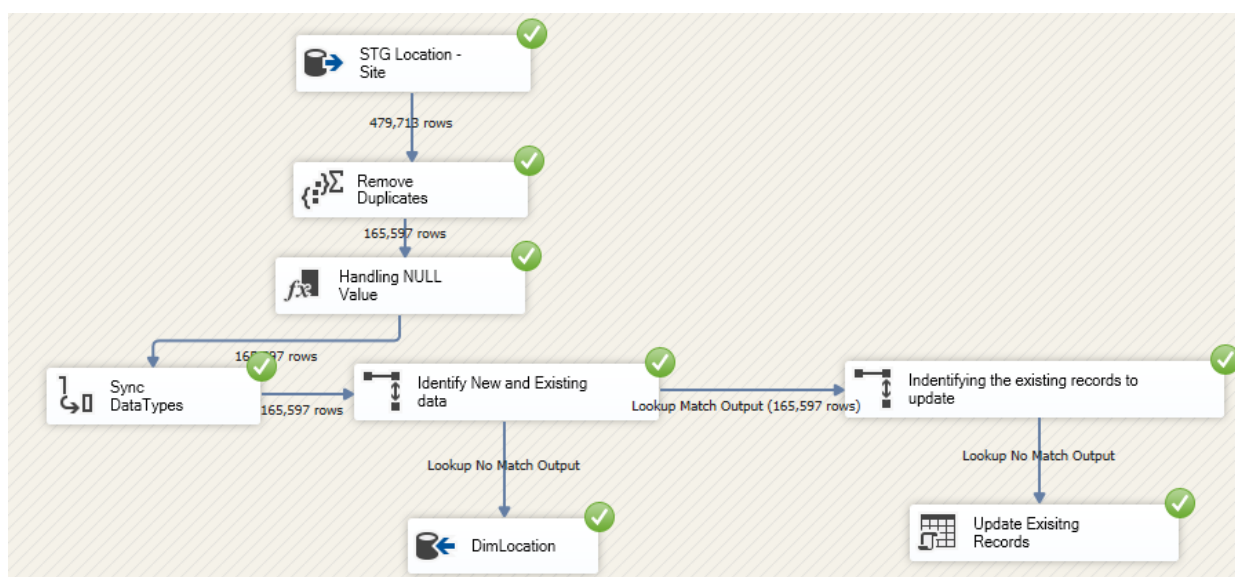 STG Location -
Site
479,713 rows
Remove
Duplicates
165,597 rows
Handling NULL
Value
165,597 rows
Sync
DataTypes
165,597 rows
Identify New and Existing
data
Lookup Match Output (165,597 rows)
Indentifying the existing records to
update
Lookup No Match Output
Lookup No Match Output
DimLocation
Update Exisitng
Records